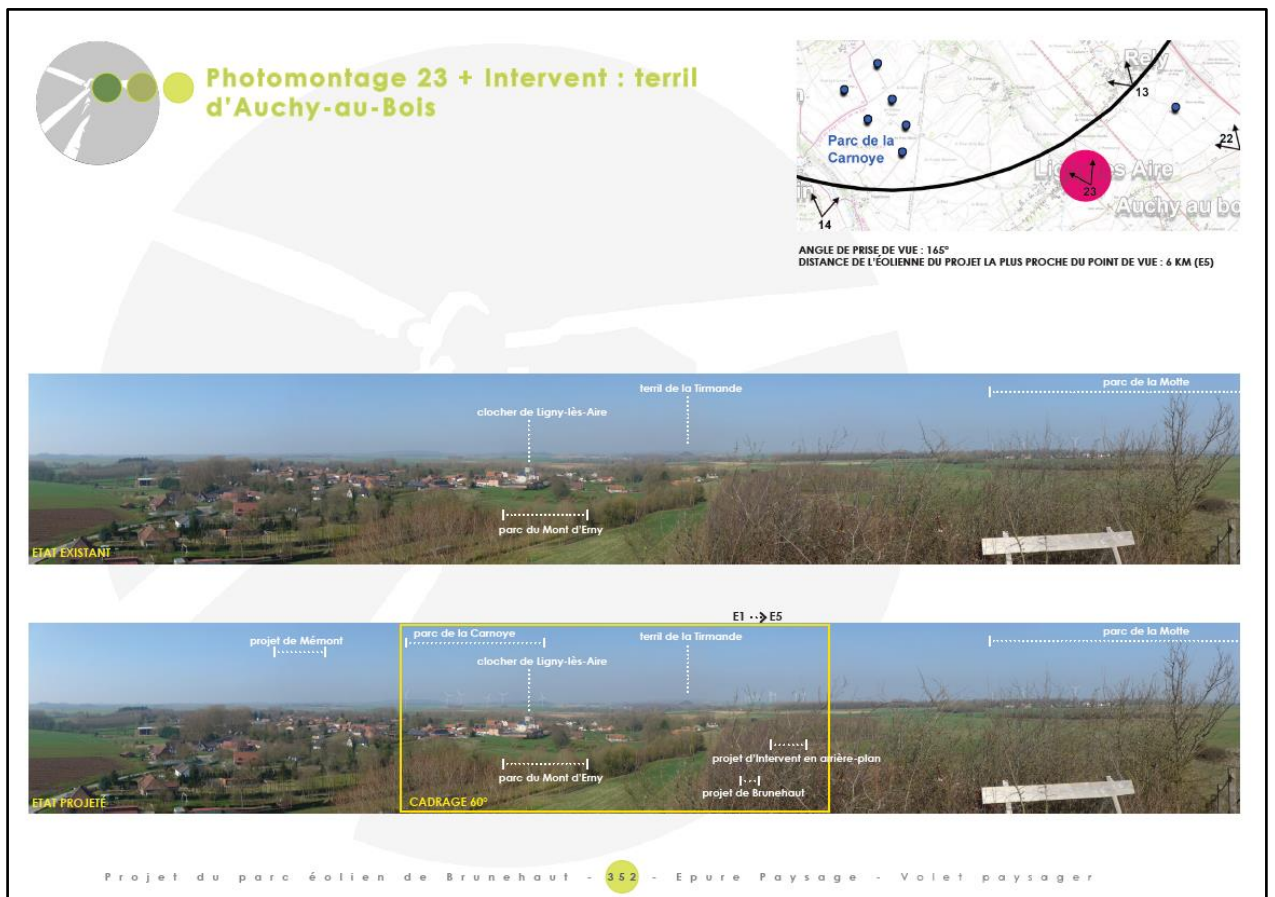 Photomontage 23 + Intervent : terril
d'Auchy-au-Bois
Rely
13
22
Parc de la
Carnoye
Aire
23
Auchy au bo
14
ANGLE DE PRISE DE VUE : 165°
DISTANCE DE L'ÉOLIENNE DU PROJET LA PLUS PROCHE DU POINT DE VUE : 6 KM (E5)
parc de la Motte
terril de la Tirmande
clocher de Ligny-lès-Aire
parc du Mont d'Erny
ETAT EXISTANT
E1 ··> E5
projet de Mémont
parc de la Carnoye
terril de la Tirmande
parc de la Motte
clocher de Ligny-lès-Aire
projet d'Intervent en arrière-plan
parc du Mont d'Erny
projet de Brunehaut
ETAT PROJETÉ
CADRAGE 60°
Projet du parc éolien de Brunehaut - 352 - Epure Paysage - Volet paysager